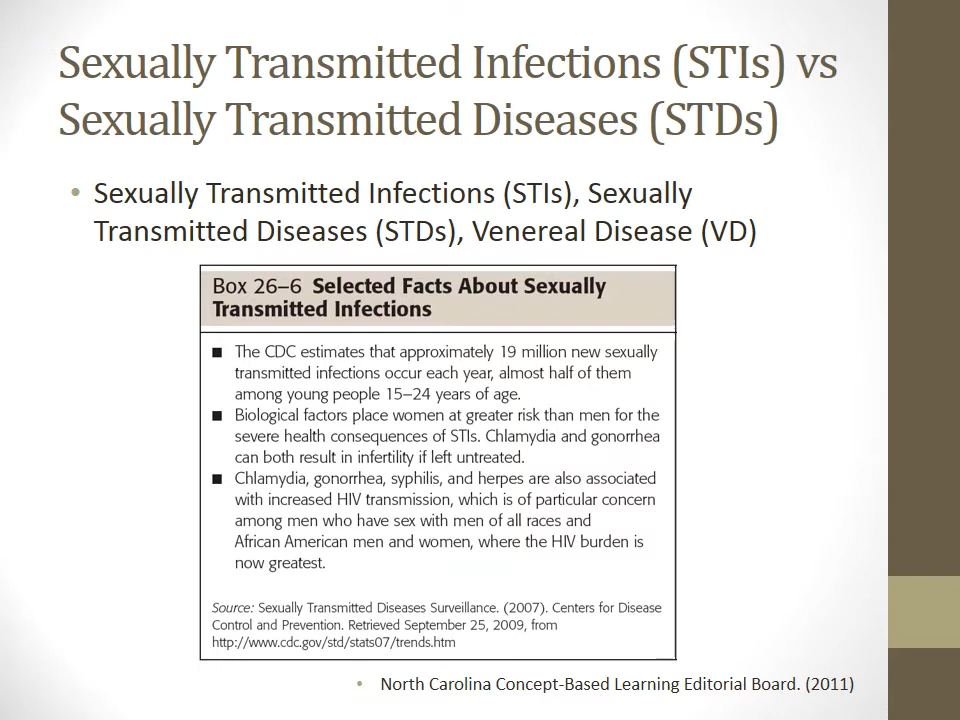 Sexually Transmitted Infections (STIs) vs
Sexually Transmitted Diseases (STDs)
• Sexually Transmitted Infections (STIs), Sexually
Transmitted Diseases (STDs), Venereal Disease (VD)
Box 26–6 Selected Facts About Sexually
Transmitted Infections
■ The CDC estimates that approximately 19 million new sexually
transmitted infections occur each year, almost half of them
among young people 15–24 years of age.
■ Biological factors place women at greater risk than men for the
severe health consequences of STIs. Chlamydia and gonorrhea
can both result in infertility if left untreated.
■ Chlamydia, gonorrhea, syphilis, and herpes are also associated
with increased HIV transmission, which is of particular concern
among men who have sex with men of all races and
African American men and women, where the HIV burden is
now greatest.
Source: Sexually Transmitted Diseases Surveillance. (2007). Centers for Disease
Control and Prevention. Retrieved September 25, 2009, from
http://www.cdc.gov/std/stats07/trends.htm
• North Carolina Concept-Based Learning Editorial Board. (2011)